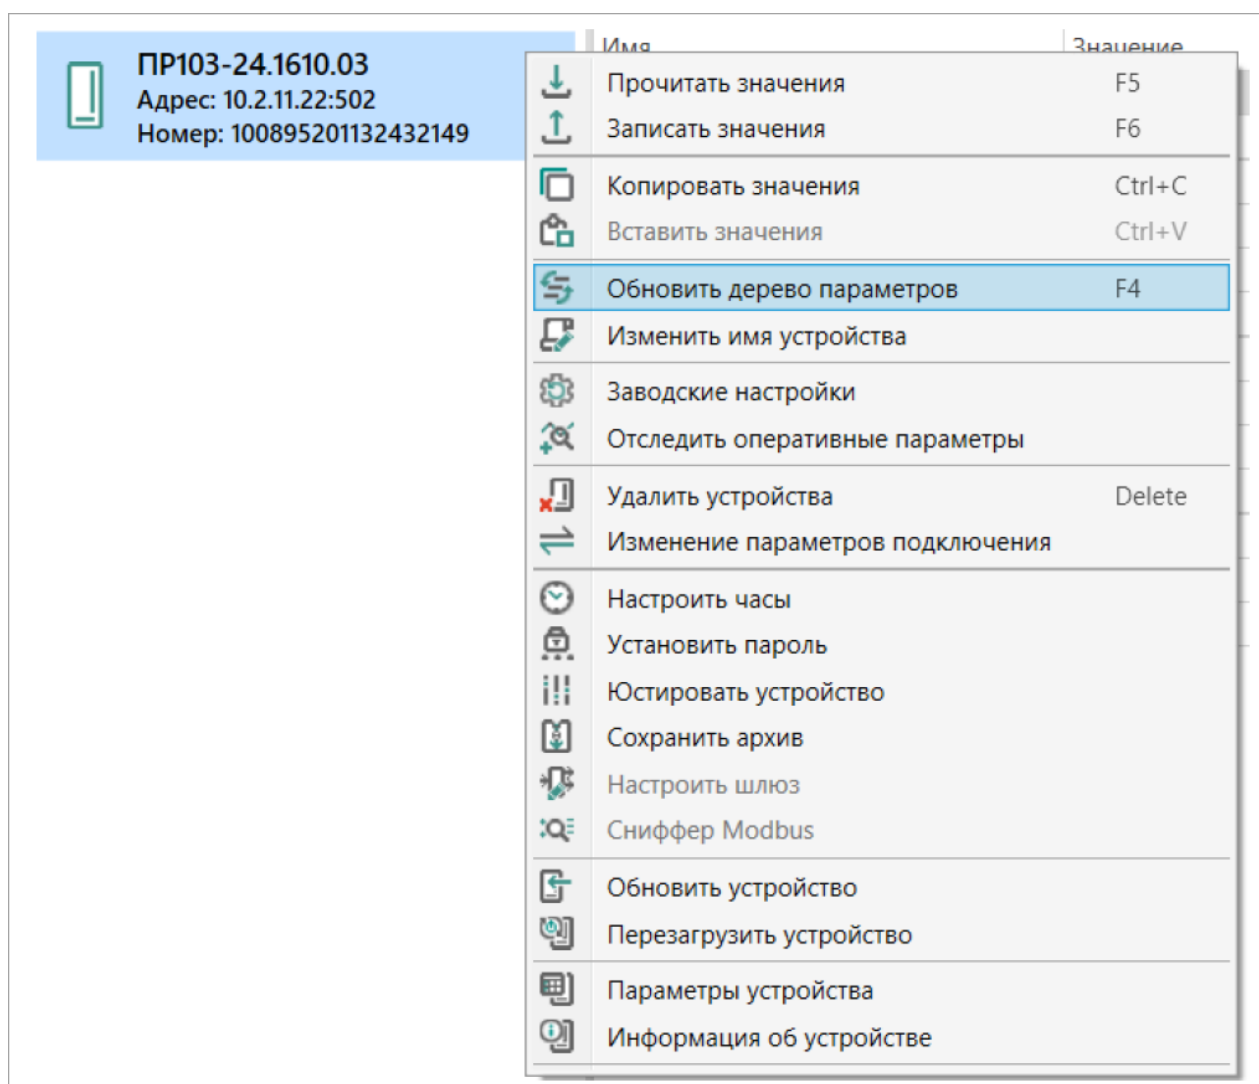 ПР103-24.1610.03
Адрес: 10.2.11.22:502
Номер: 100895201132432149
Имя Значение
Прочитать значения F5
Записать значения F6
Копировать значения Ctrl+C
Вставить значения Ctrl+V
Обновить дерево параметров F4
Изменить имя устройства
Заводские настройки
Отследить оперативные параметры
Удалить устройства Delete
Изменение параметров подключения
Настроить часы
Установить пароль
Юстировать устройство
Сохранить архив
Настроить шлюз
Сниффер Modbus
Обновить устройство
Перезагрузить устройство
Параметры устройства
Информация об устройстве